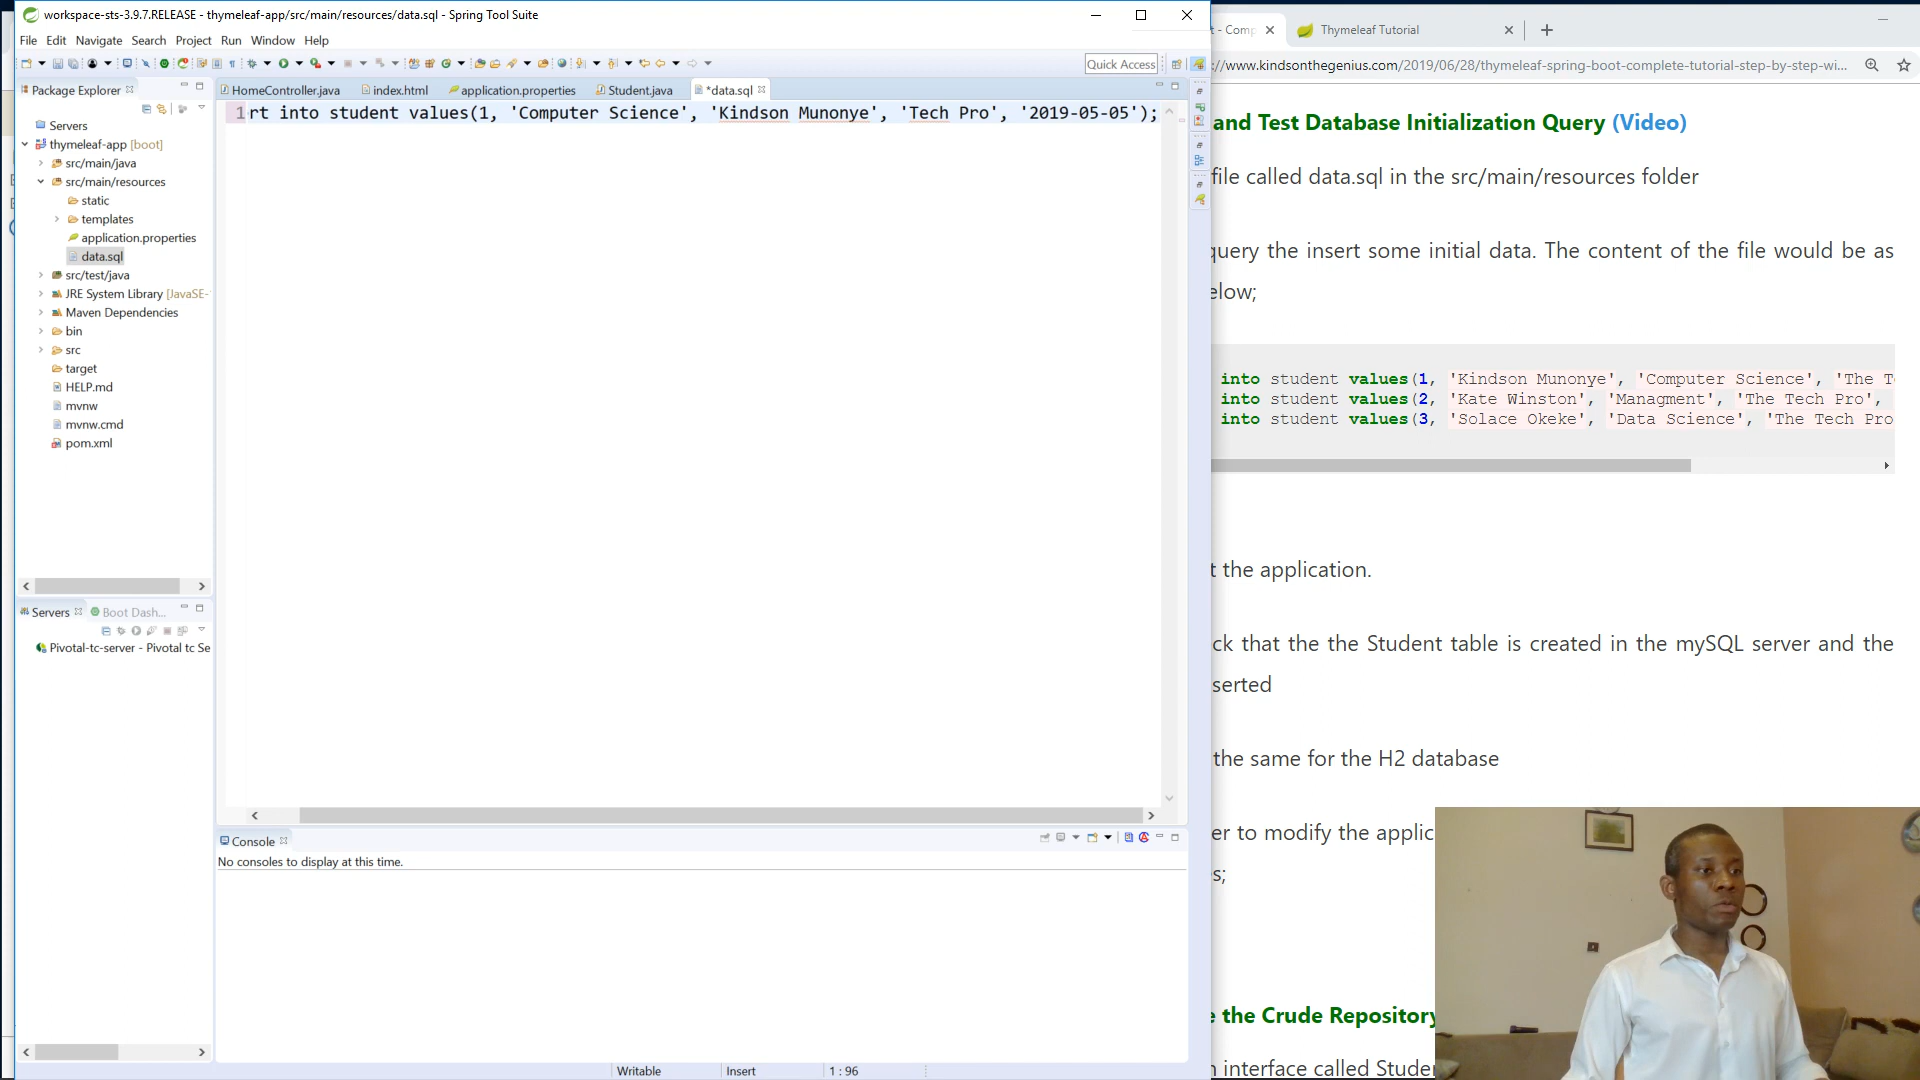 workspace-sts-3.9.7.RELEASE - thymeleaf-app/src/main/resources/data.sql - Spring Tool Suite
File Edit Navigate Search Project Run Window Help
Quick Access
Package Explorer
Servers
thymeleaf-app [boot]
src/main/java
src/main/resources
static
templates
application.properties
data.sql
src/test/java
JRE System Library [JavaSE-
Maven Dependencies
bin
src
target
HELP.md
mvnw
mvnw.cmd
pom.xml
Servers Boot Dash...
Pivotal-tc-server - Pivotal tc Se
HomeController.java index.html application.properties Student.java *data.sql
1 rt into student values(1, 'Computer Science', 'Kindson Munonye', 'Tech Pro', '2019-05-05');
Console
No consoles to display at this time.
Writable Insert 1 : 96
t - Comp Thymeleaf Tutorial
://www.kindsonthegenius.com/2019/06/28/thymeleaf-spring-boot-complete-tutorial-step-by-step-wi...
and Test Database Initialization Query (Video)
file called data.sql in the src/main/resources folder
query the insert some initial data. The content of the file would be as
elow;
into student values(1, 'Kindson Munonye', 'Computer Science', 'The T
into student values(2, 'Kate Winston', 'Managment', 'The Tech Pro',
into student values(3, 'Solace Okeke', 'Data Science', 'The Tech Pro
t the application.
ck that the the Student table is created in the mySQL server and the
serted
the same for the H2 database
er to modify the applic
s;
e the Crude Repository
n interface called Studer